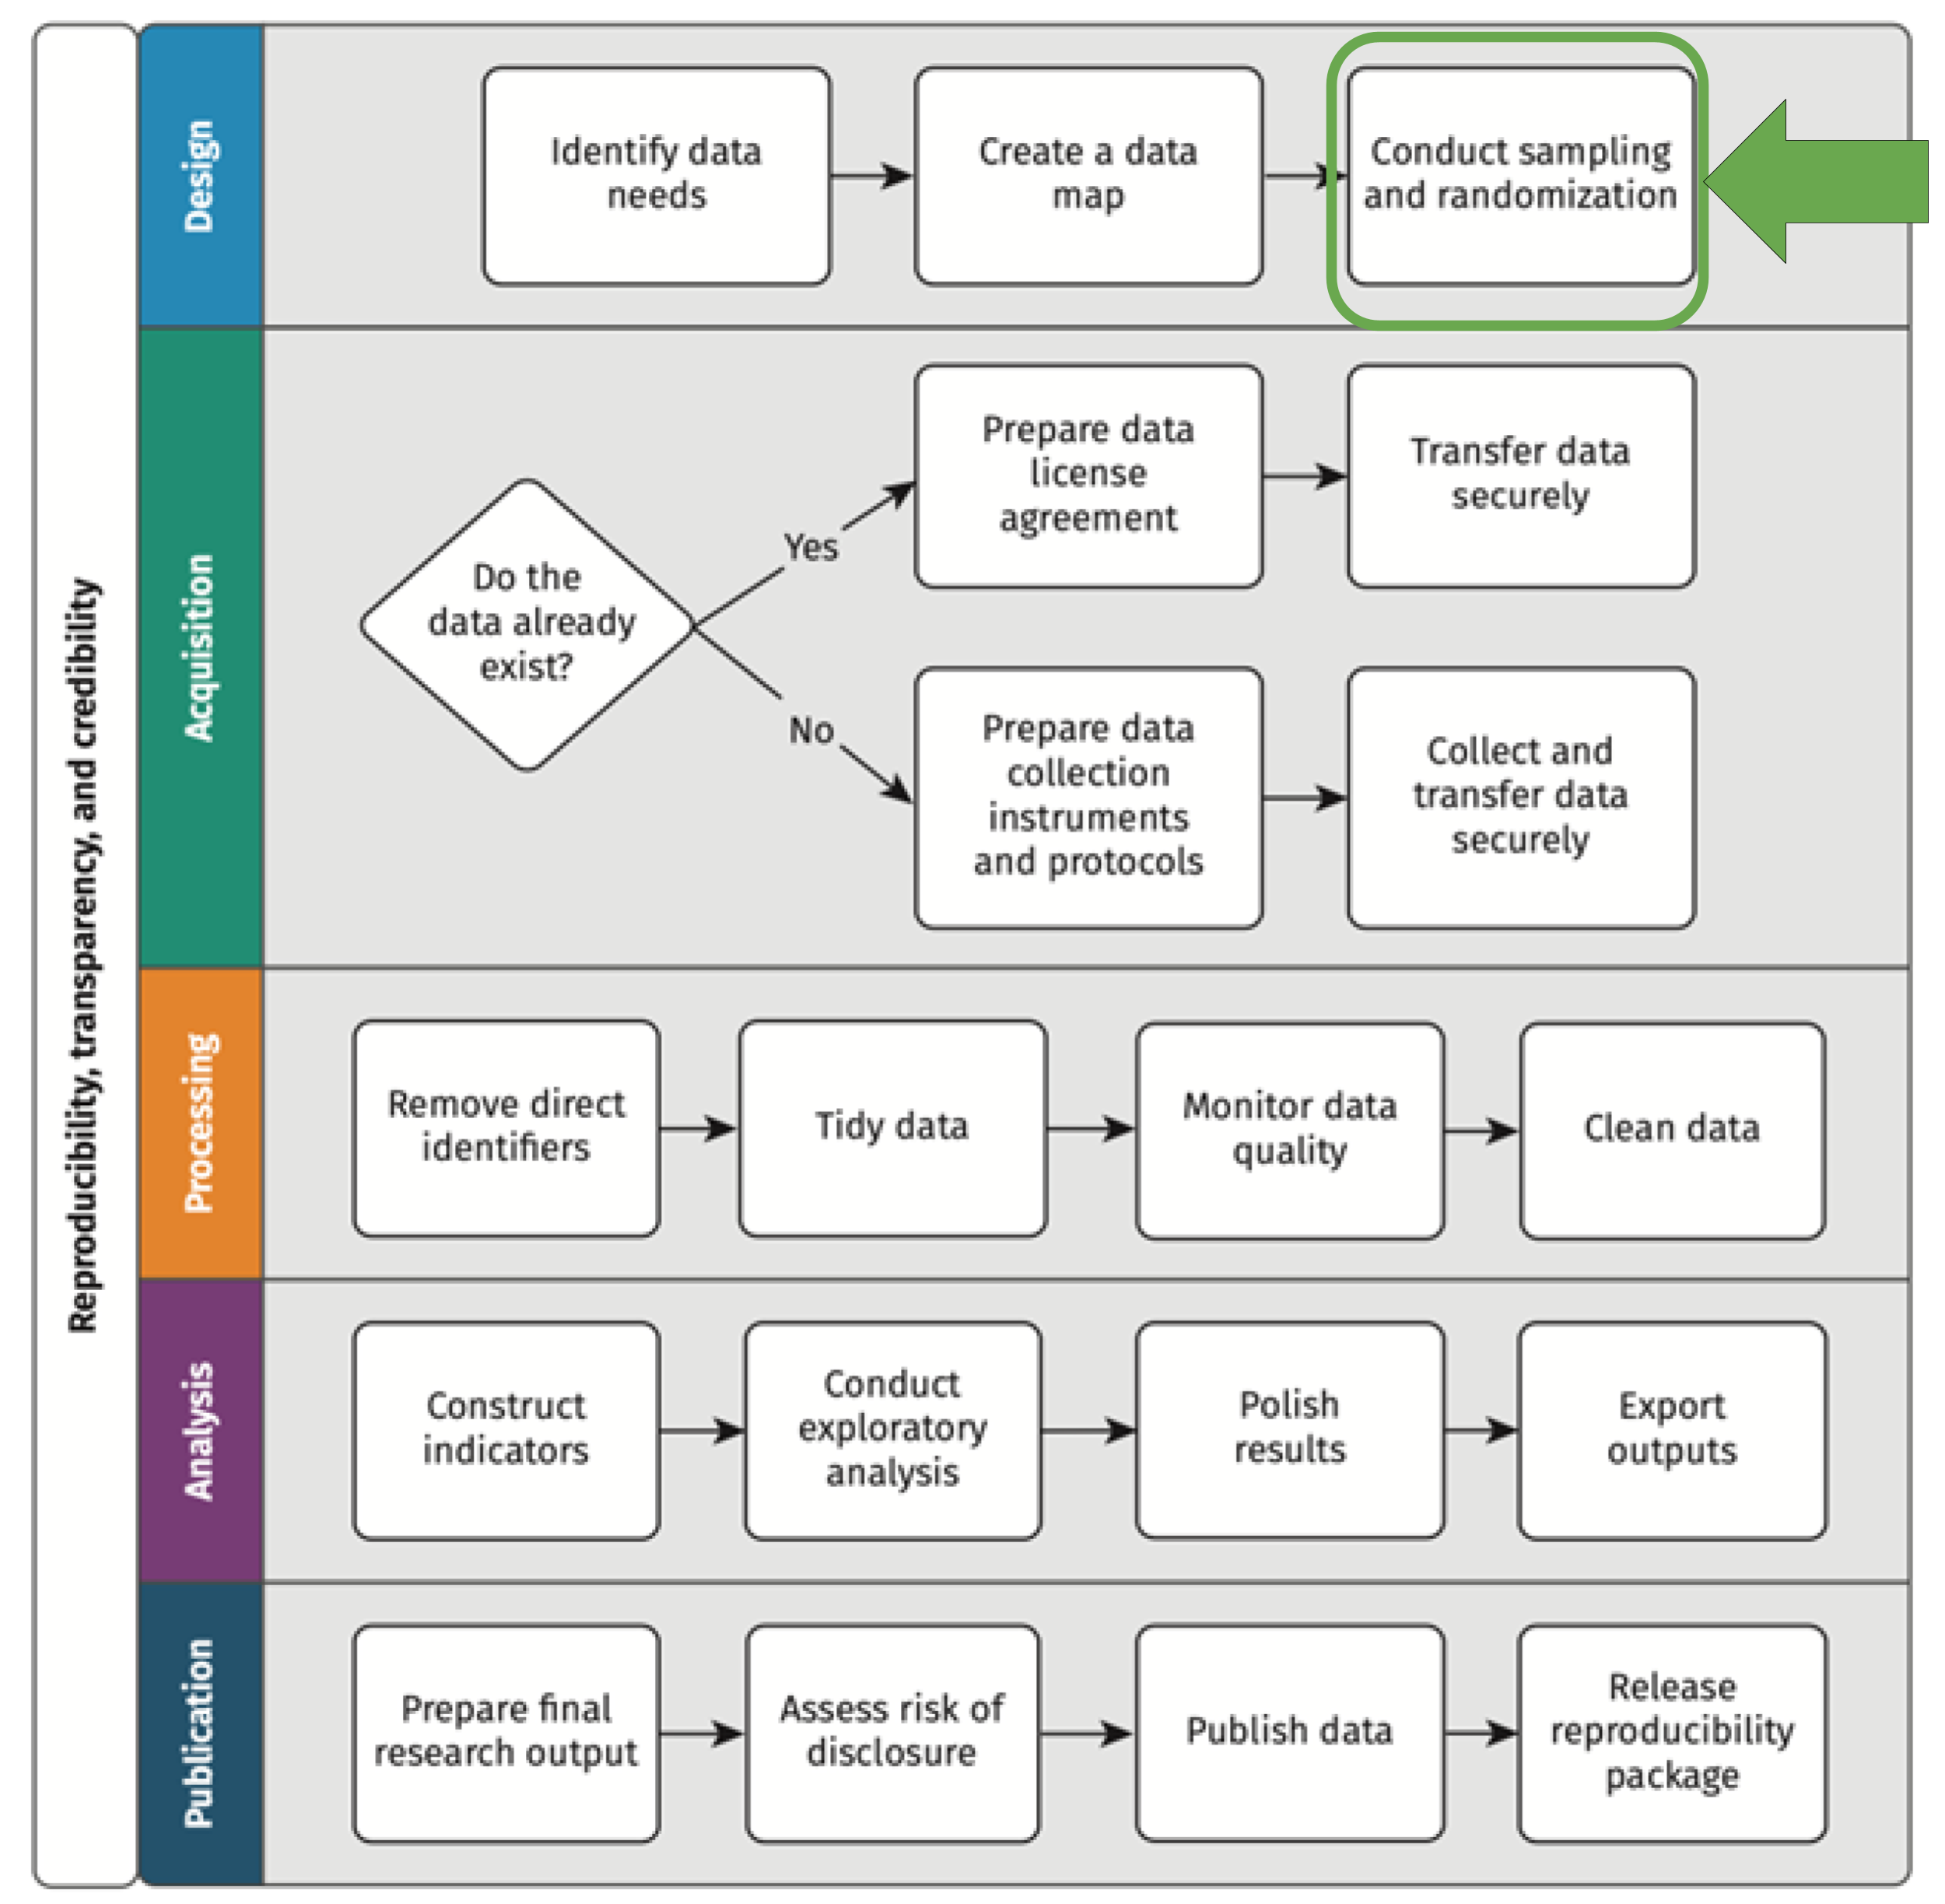 Reproducibility, transparency, and credibility
Design
Identify data
needs
Create a data
map
Conduct sampling
and randomization
Acquisition
Do the
data already
exist?
Yes
Prepare data
license
agreement
Transfer data
securely
No
Prepare data
collection
instruments
and protocols
Collect and
transfer data
securely
Processing
Remove direct
identifiers
Tidy data
Monitor data
quality
Clean data
Analysis
Construct
indicators
Conduct
exploratory
analysis
Polish
results
Export
outputs
Publication
Prepare final
research output
Assess risk of
disclosure
Publish data
Release
reproducibility
package